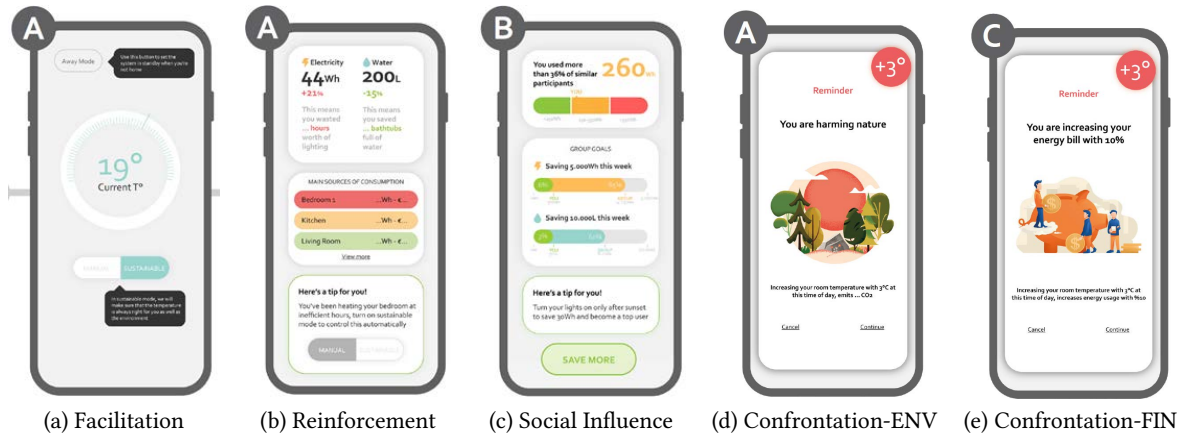 A
Away Mode
Use this button to set the
system in standby when you're
not home
19°
Current T°
MANUAL
SUSTAINABLE
In sustainable mode, we will
make sure that the temperature
is always right for you as well as
the environment
(a) Facilitation
A
Electricity
44Wh
+21%
This means
you wasted
... hours
worth of
lighting
Water
200L
-15%
This means
you saved
... bathtubs
full of
water
MAIN SOURCES OF CONSUMPTION
Bedroom 1 ...Wh - €...
Kitchen ...Wh - €...
Living Room ...Wh - €...
View more
Here's a tip for you!
You've been heating your bedroom at
inefficient hours, turn on sustainable
mode to control this automatically
MANUAL
SUSTAINABLE
(b) Reinforcement
B
You used more
than 36% of similar
participants
260Wh
YOU
GROUP GOALS
Saving 5.000Wh this week
Saving 10.000L this week
Here's a tip for you!
Turn your lights on only after sunset
to save 30Wh and become a top user
SAVE MORE
(c) Social Influence
A
+3°
Reminder
You are harming nature
Increasing your room temperature with 3°C at
this time of day, emits ... CO2
Cancel
Continue
(d) Confrontation-ENV
C
+3°
Reminder
You are increasing your
energy bill with 10%
Increasing your room temperature with 3°C at
this time of day, increases energy usage with %10
Cancel
Continue
(e) Confrontation-FIN